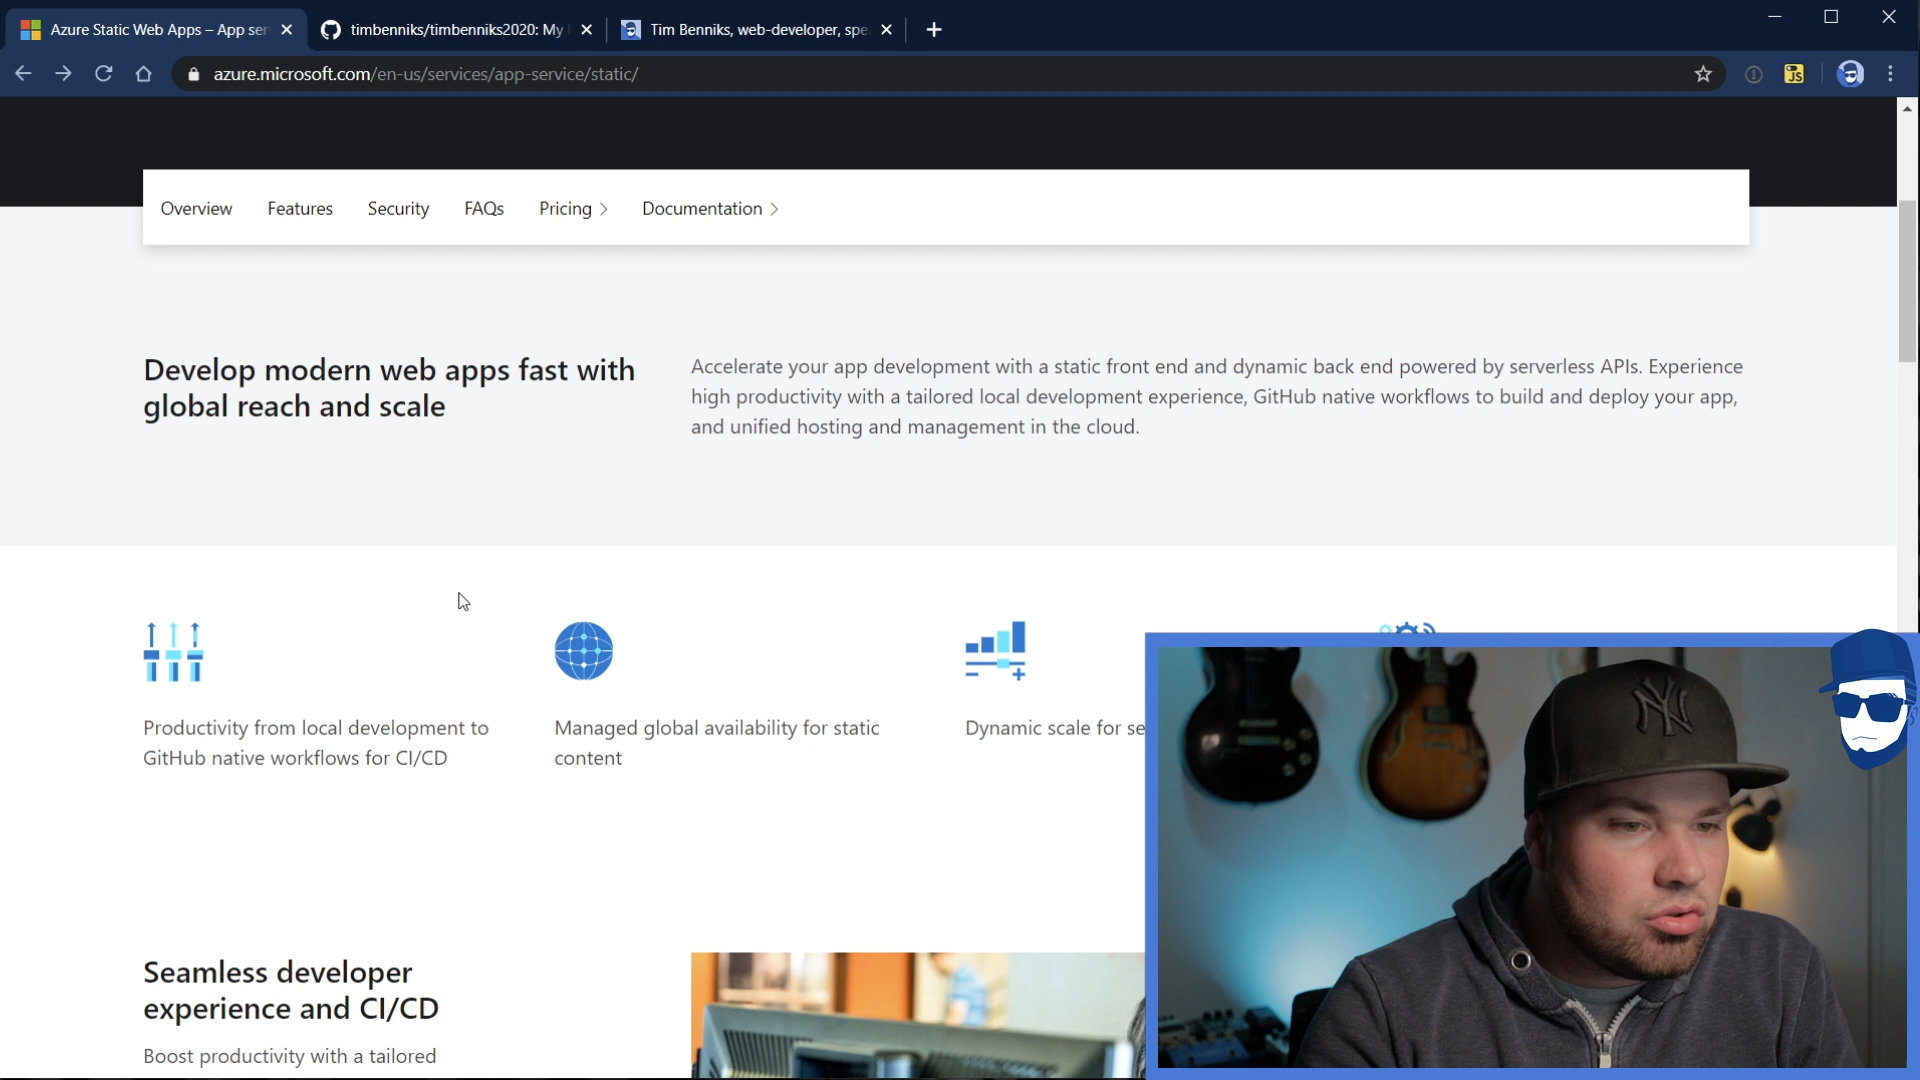 Azure Static Web Apps – App ser
timbenniks/timbenniks2020: My
Tim Benniks, web-developer, spe
azure.microsoft.com/en-us/services/app-service/static/
JS
Overview
Features
Security
FAQs
Pricing
Documentation
Develop modern web apps fast with
global reach and scale
Accelerate your app development with a static front end and dynamic back end powered by serverless APIs. Experience
high productivity with a tailored local development experience, GitHub native workflows to build and deploy your app,
and unified hosting and management in the cloud.
Productivity from local development to
GitHub native workflows for CI/CD
Managed global availability for static
content
Dynamic scale for se
Seamless developer
experience and CI/CD
Boost productivity with a tailored
NY